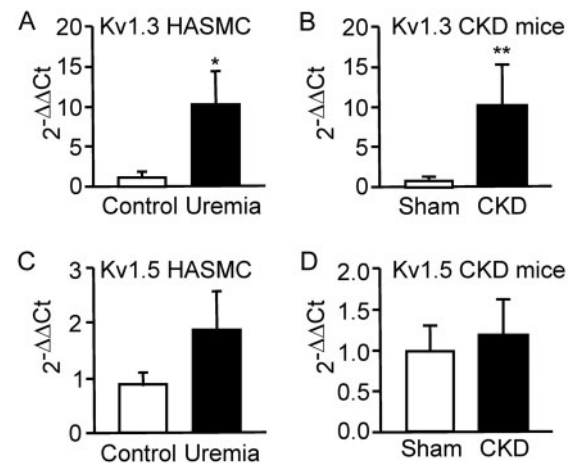 A Kv1.3 HASMC
2-ΔΔCt
20
15
10
5
0
*
Control Uremia
B Kv1.3 CKD mice
2-ΔΔCt
20
15
10
5
0
**
Sham CKD
C Kv1.5 HASMC
2-ΔΔCt
3
2
1
0
Control Uremia
D Kv1.5 CKD mice
2-ΔΔCt
2.0
1.5
1.0
0.5
0.0
Sham CKD